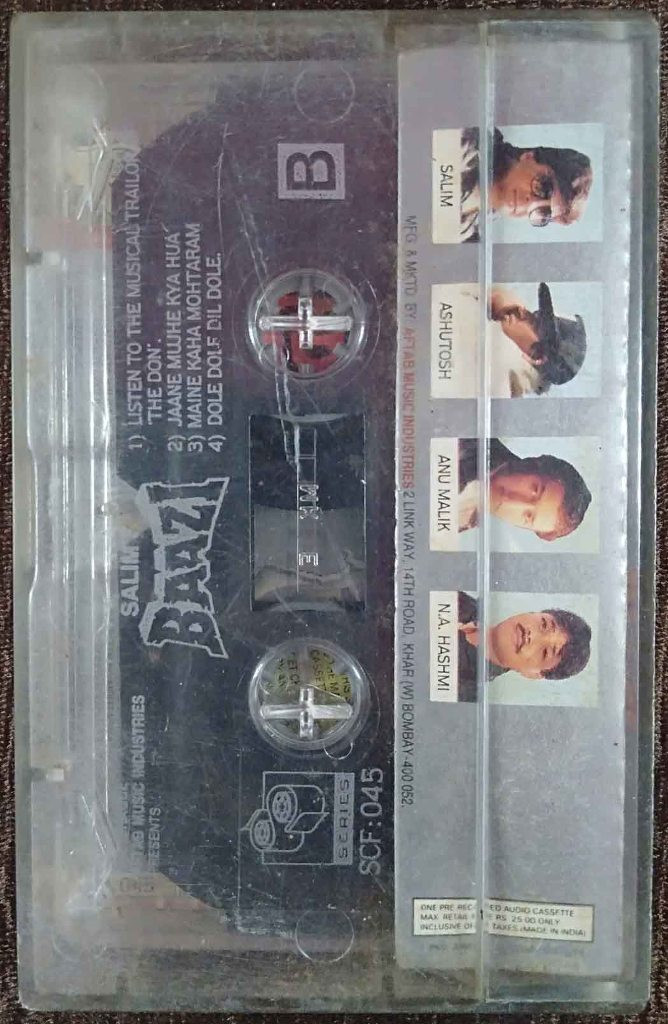 B
1) LISTEN TO THE MUSICAL TRAILOR
'THE DON'.
2) JAANE MUJHE KYA HUA
3) MAINE KAHA MOHTARAM
4) DOLE DOLE DIL DOLE.
SALIM
BAAZI
MUSIC INDUSTRIES
SERIES
SCF:045
MFG. & MKTD. BY. AFTAB MUSIC INDUSTRIES 2 LINK WAY, 14TH ROAD, KHAR (W) BOMBAY-400 052.
SALIM
ASHUTOSH
ANU MALIK
N.A. HASHMI
ONE PRE RECORDED AUDIO CASSETTE
MAX. RETAIL RS. 25.00 ONLY
INCLUSIVE OF TAXES (MADE IN INDIA)